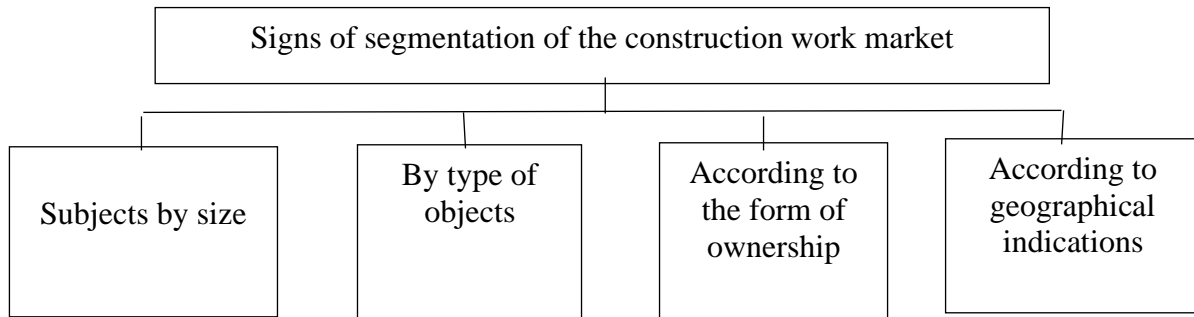 Signs of segmentation of the construction work market
Subjects by size
By type of
objects
According to
the form of
ownership
According to
geographical
indications